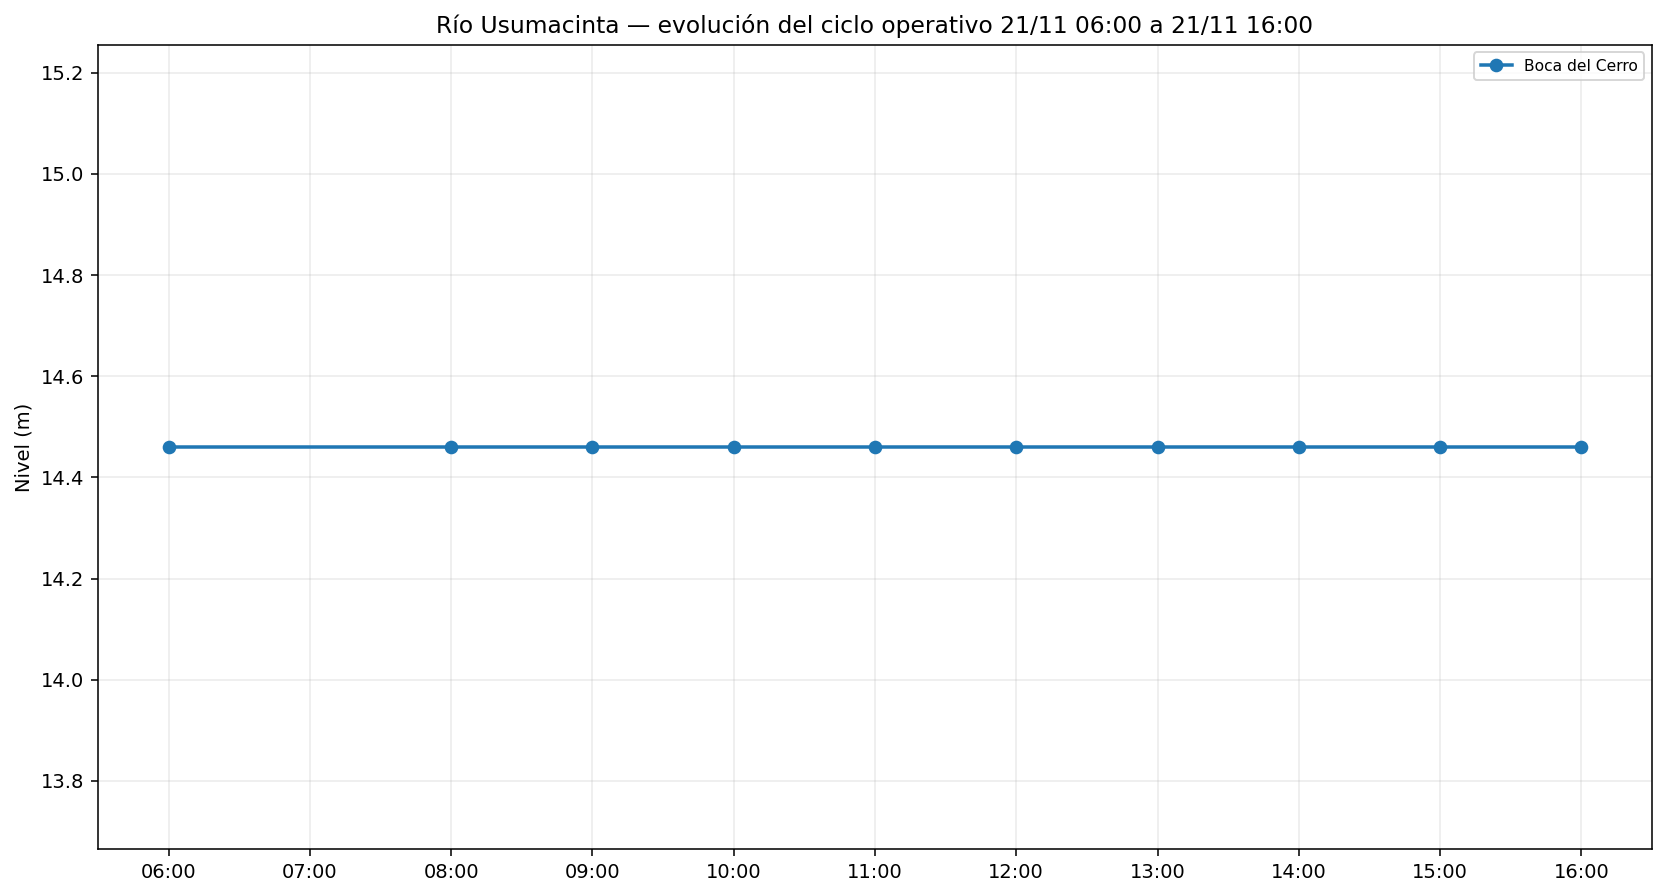 Río Usumacinta — evolución del ciclo operativo 21/11 06:00 a 21/11 16:00
Boca del Cerro
Nivel (m)
15.2
15.0
14.8
14.6
14.4
14.2
14.0
13.8
06:00 07:00 08:00 09:00 10:00 11:00 12:00 13:00 14:00 15:00 16:00